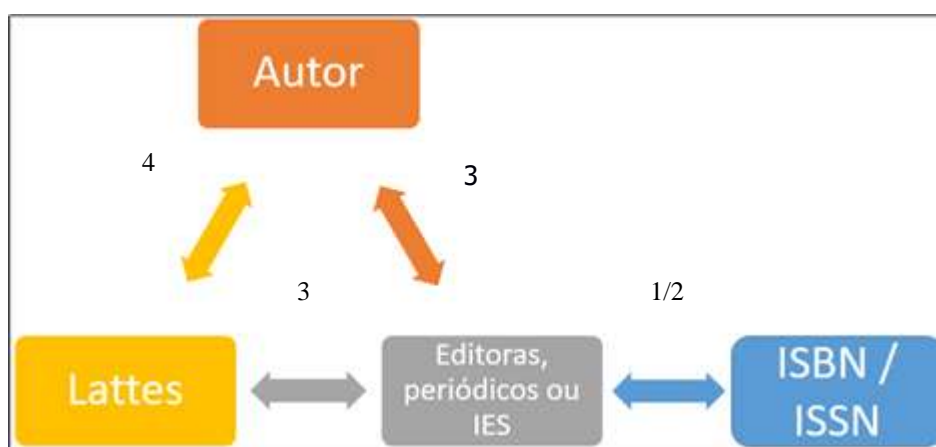 Autor
4
3
3
1/2
Lattes
Editoras,
periódicos ou
IES
ISBN /
ISSN